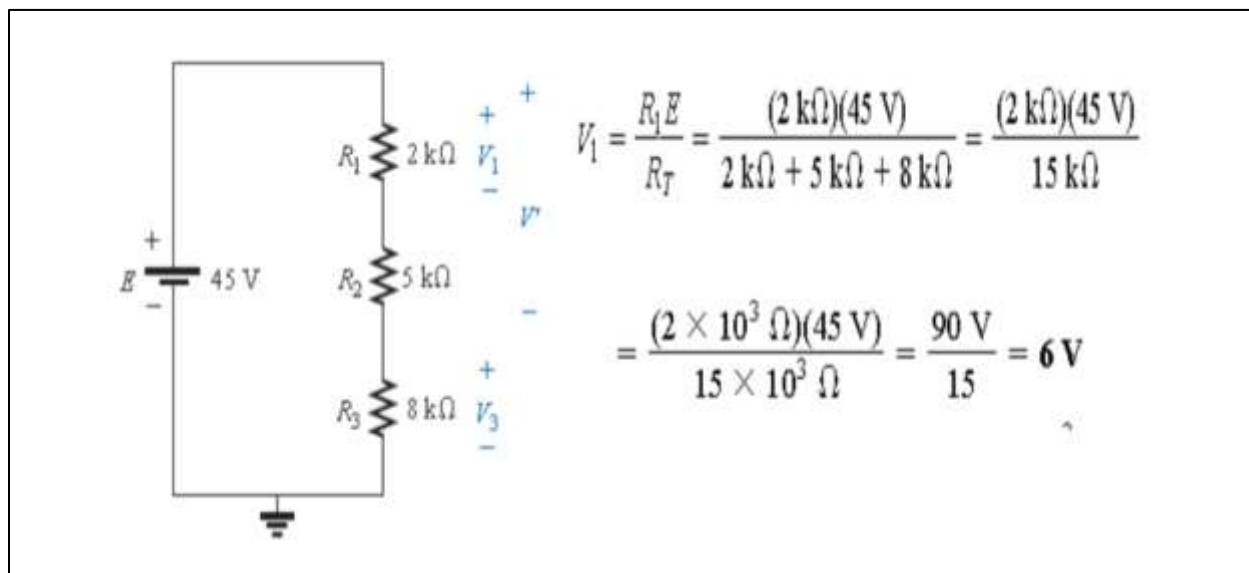 R₁ 2 kΩ + V₁ −
+ V' −
+ E − 45 V
R₂ 5 kΩ
R₃ 8 kΩ + V₃ −
V₁ = R₁E / R_T = (2 kΩ)(45 V) / 2 kΩ + 5 kΩ + 8 kΩ = (2 kΩ)(45 V) / 15 kΩ
= (2 × 10³ Ω)(45 V) / 15 × 10³ Ω = 90 V / 15 = 6 V